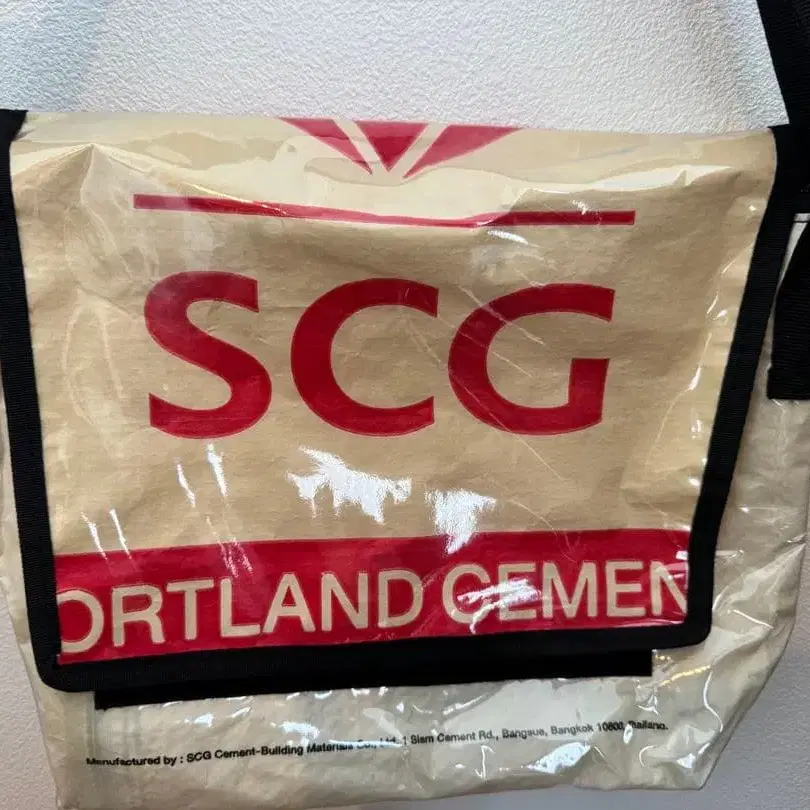 SCG
ORTLAND CEMEN
Manufactured by : SCG Cement-Building Materials Co., Ltd. 1 Siam Cement Rd., Bangsue, Bangkok 10800, Thailand.